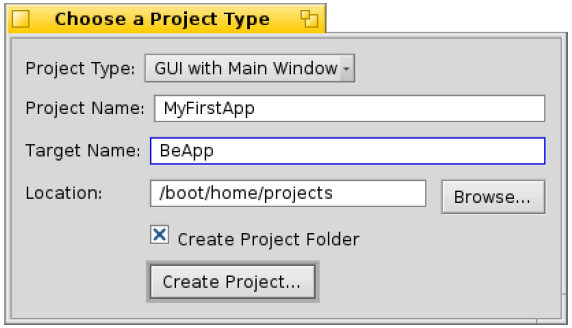 Choose a Project Type
Project Type: GUI with Main Window
Project Name: MyFirstApp
Target Name: BeApp
Location: /boot/home/projects Browse...
Create Project Folder
Create Project...